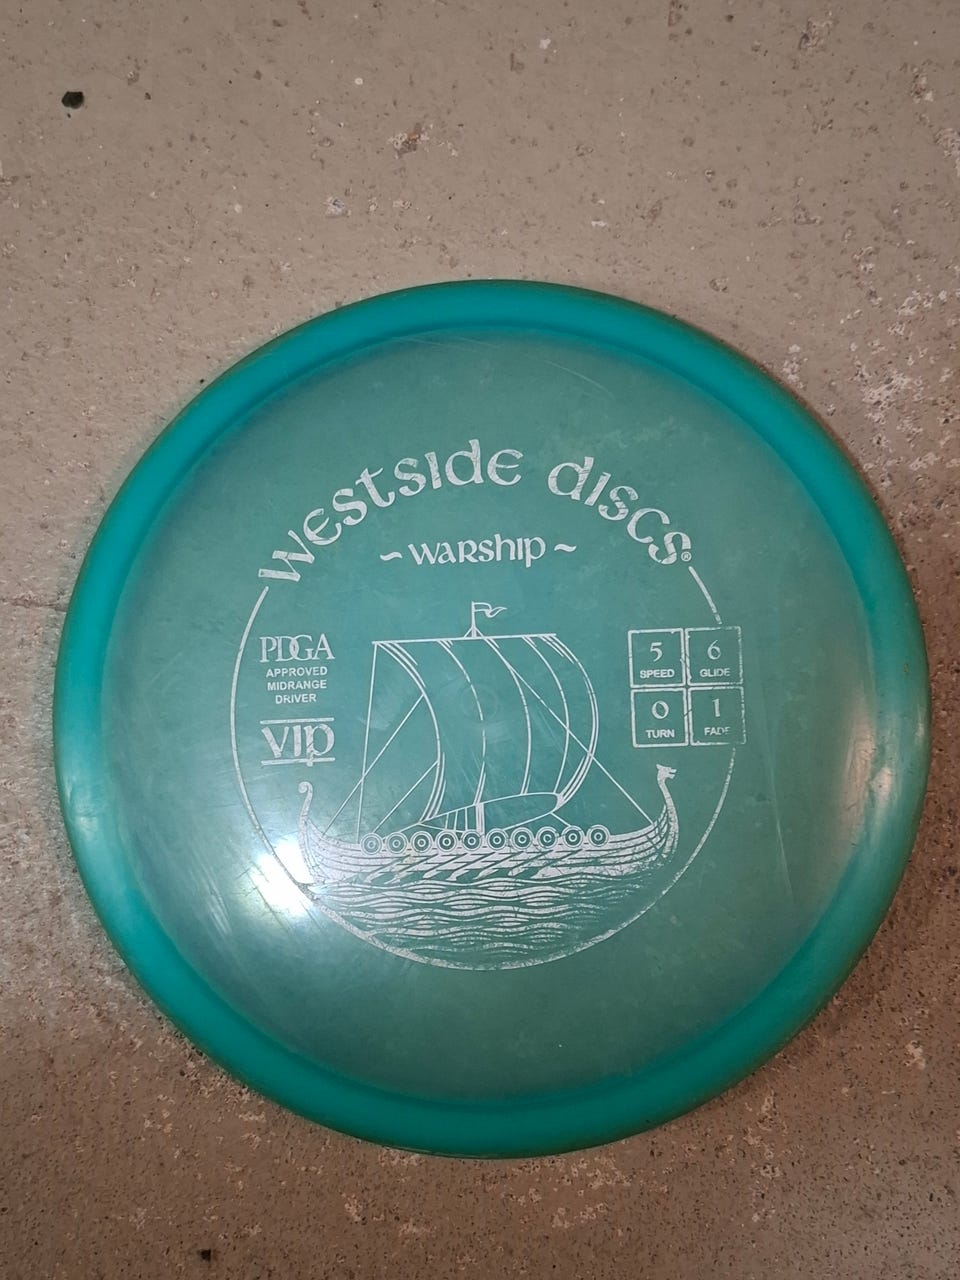 Westside Discs®
~ Warship ~
PDGA
APPROVED
MIDRANGE
DRIVER
VIP
5 6
SPEED GLIDE
0 1
TURN FADE